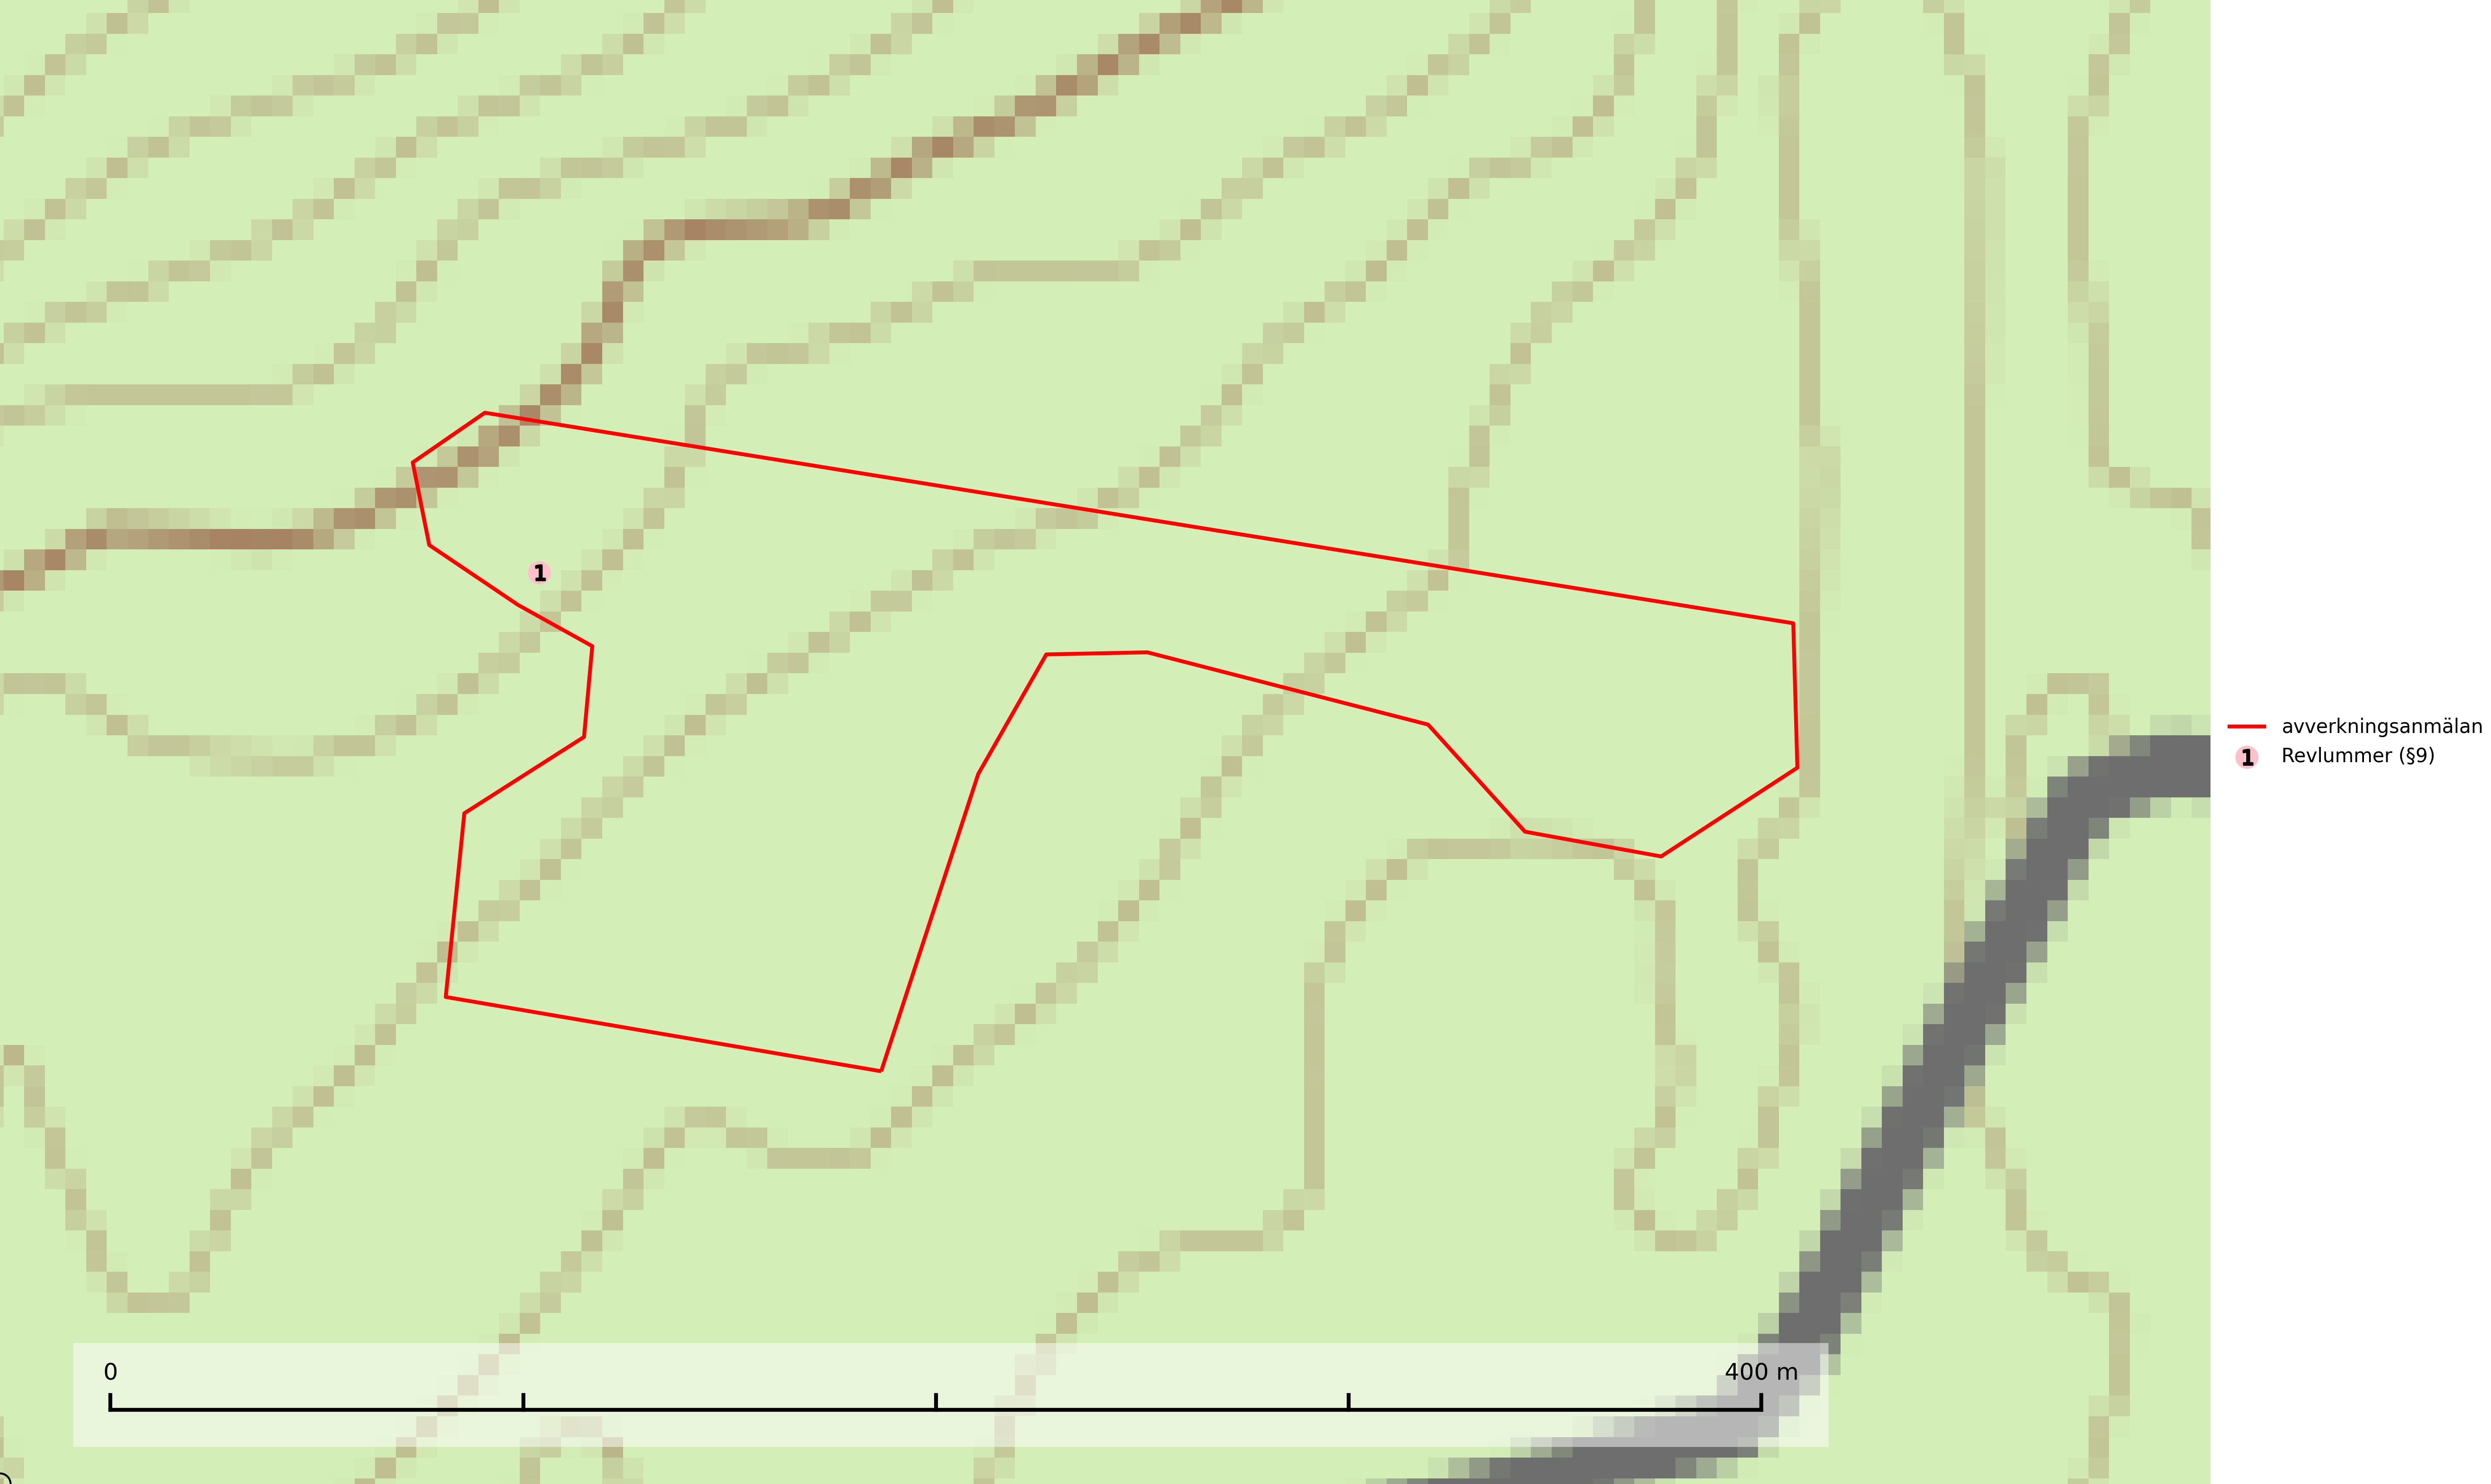 1
avverkningsanmälan
1 Revlummer (§9)
0 400 m